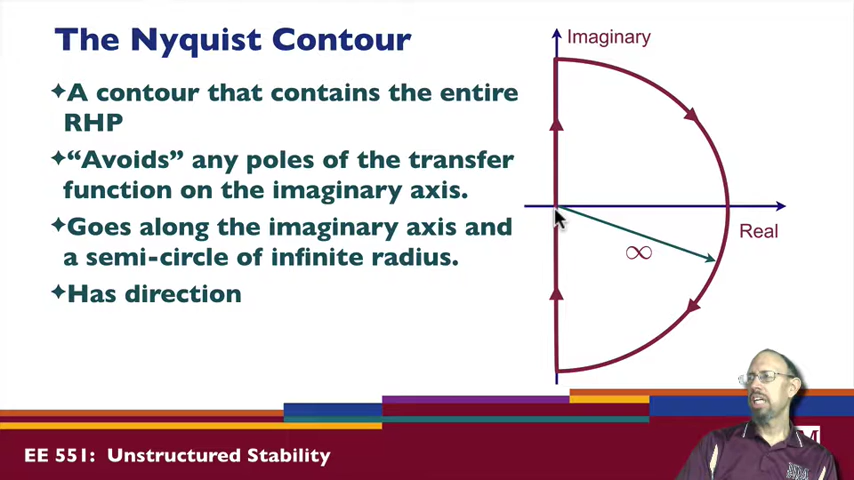 The Nyquist Contour
✦A contour that contains the entire
RHP
✦“Avoids” any poles of the transfer
function on the imaginary axis.
✦Goes along the imaginary axis and
a semi-circle of infinite radius.
✦Has direction
Imaginary
Real
∞
EE 551: Unstructured Stability